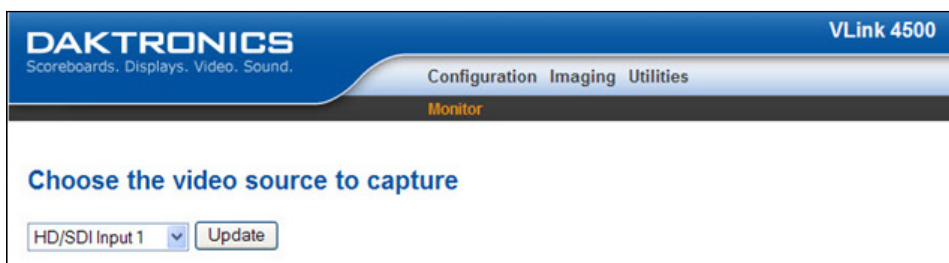 VLink 4500
DAKTRONICS
Scoreboards. Displays. Video. Sound.
Configuration Imaging Utilities
Monitor
Choose the video source to capture
HD/SDI Input 1 Update